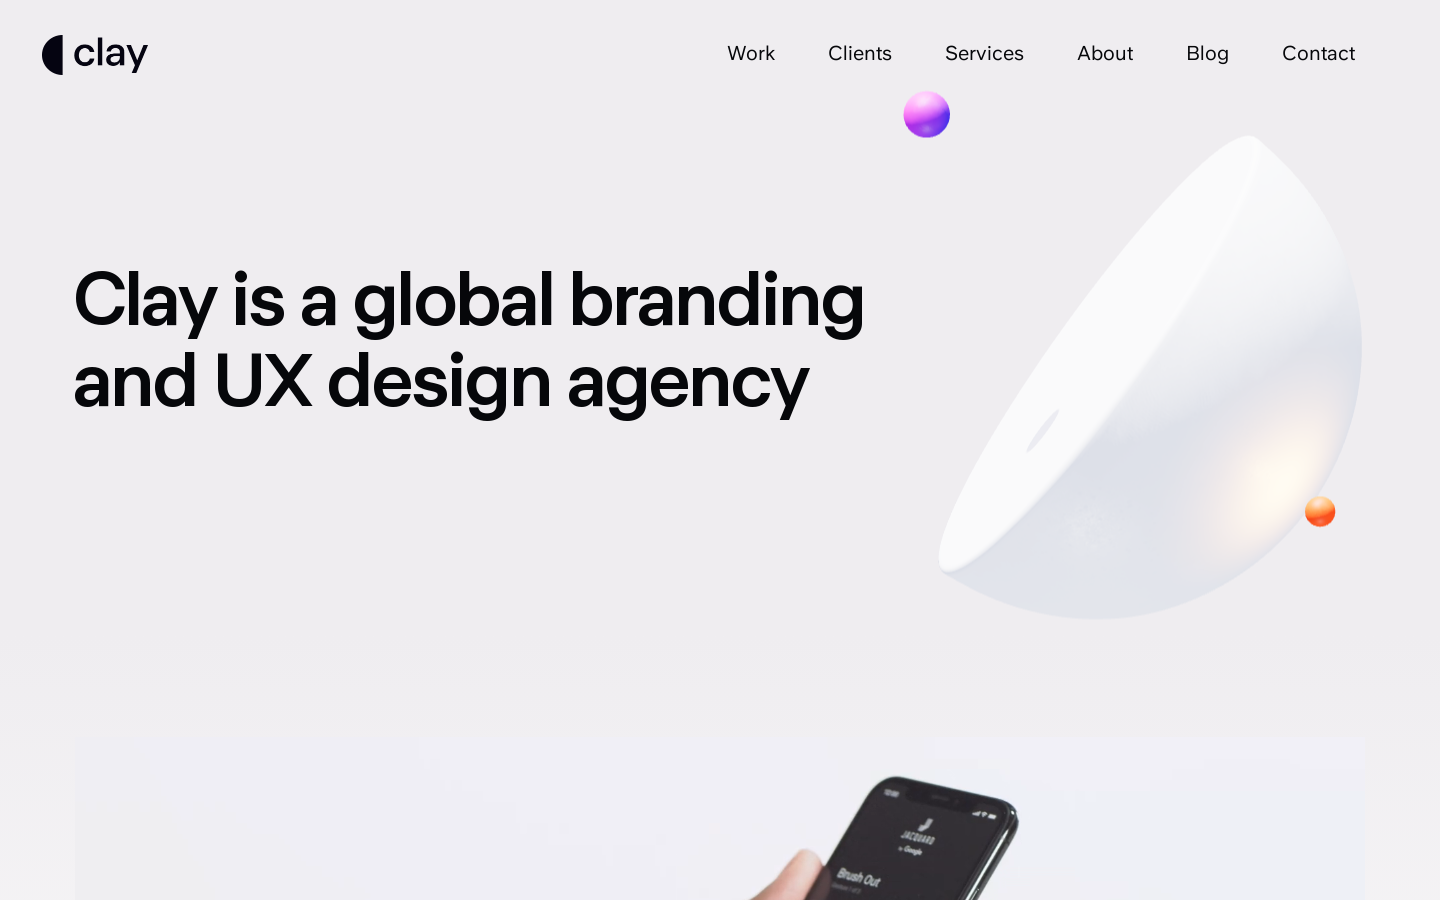 clay
Work
Clients
Services
About
Blog
Contact
Clay is a global branding
and UX design agency
JACQUARD
by Google
Brush Out